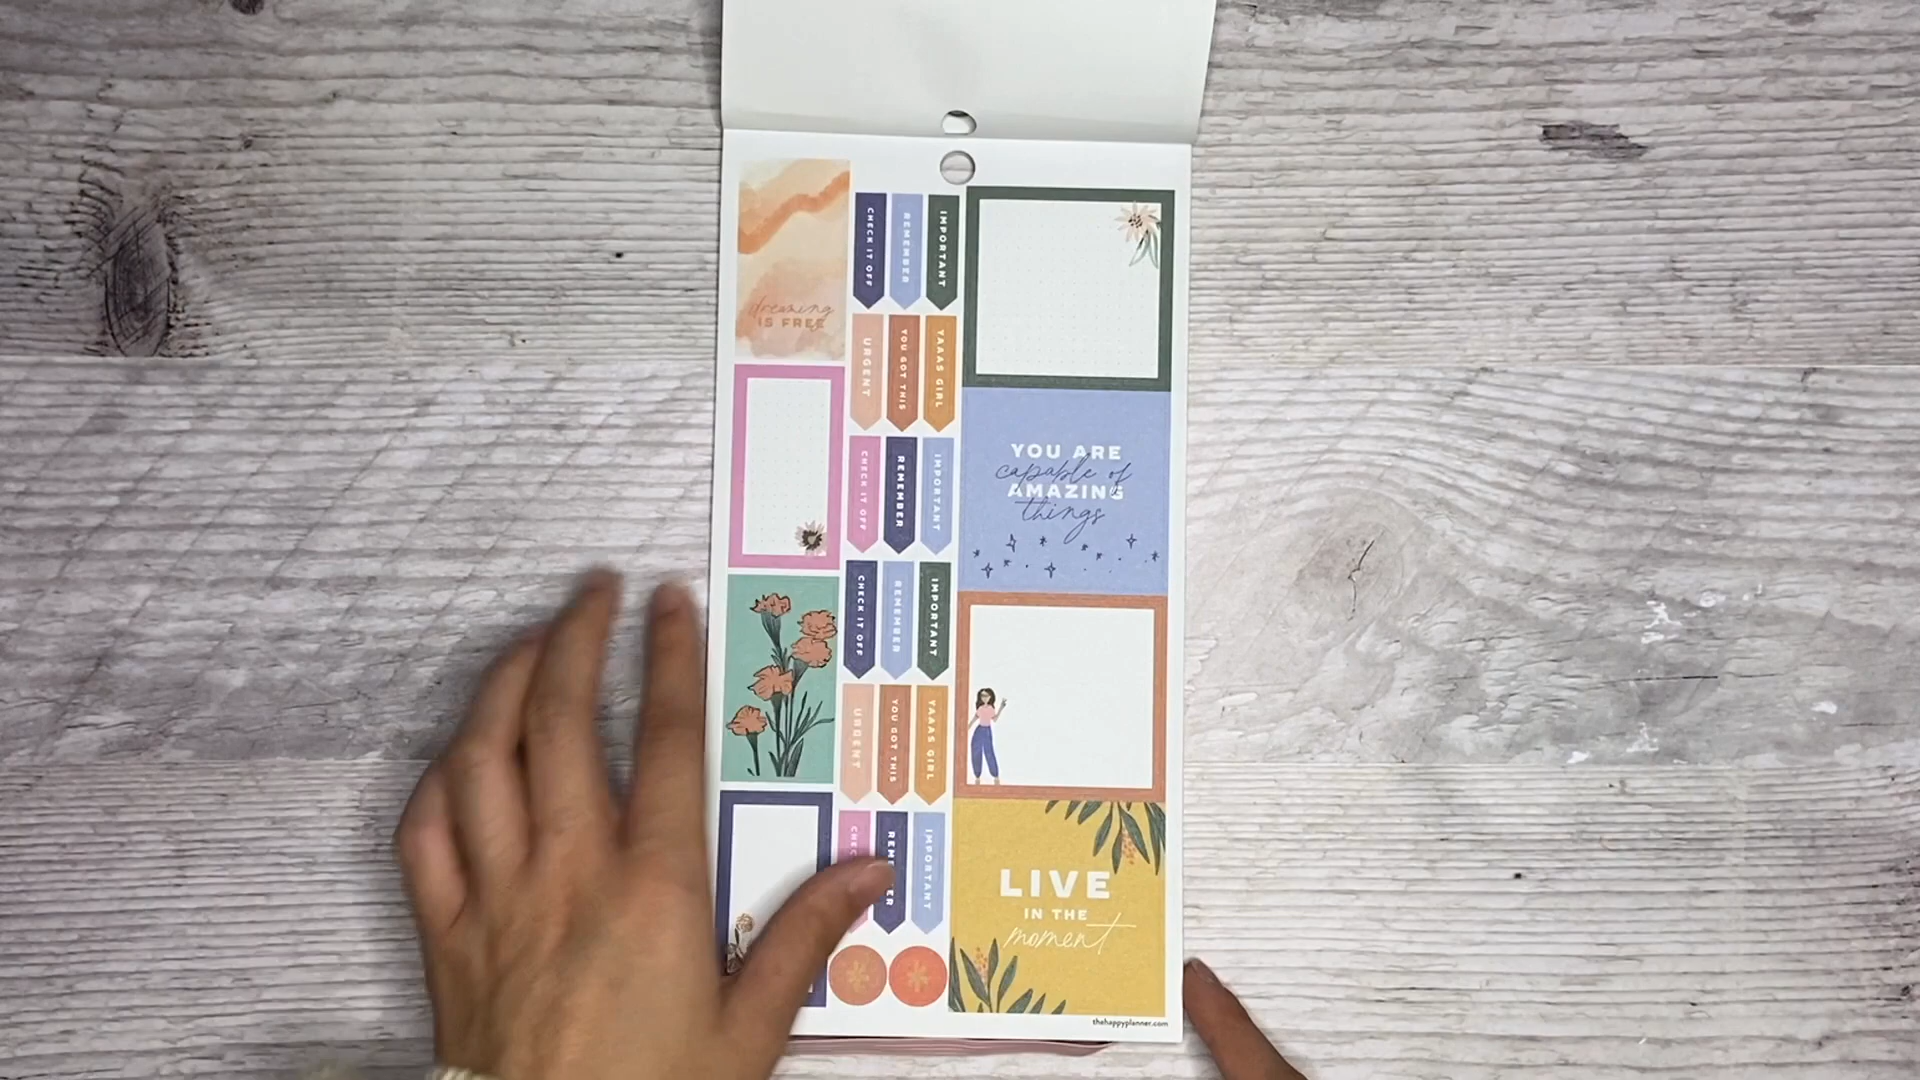 dreaming
IS FREE
CHECK IT OFF
REMEMBER
IMPORTANT
URGENT
YOU GOT THIS
YAAAS GIRL
CHECK IT OFF
REMEMBER
IMPORTANT
CHECK IT OFF
REMEMBER
IMPORTANT
URGENT
YOU GOT THIS
YAAAS GIRL
IMPORTANT
YOU ARE
capable of
AMAZING
things
LIVE
IN THE
moment
thehappyplanner.com